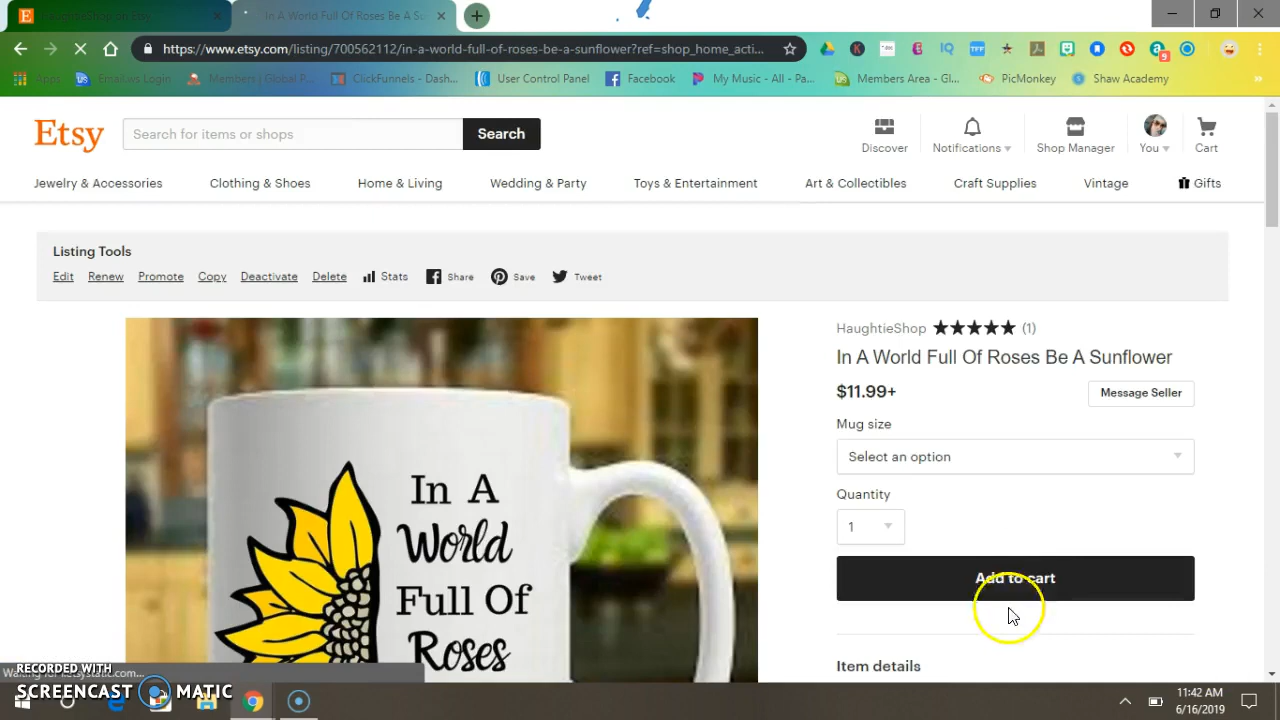 HaughtieShop on Etsy
In A World Full Of Roses Be A Su
https://www.etsy.com/listing/700562112/in-a-world-full-of-roses-be-a-sunflower?ref=shop_home_acti...
Apps
Login
Members | Global P
ClickFunnels - Dash...
User Control Panel
Facebook
My Music - All - Pa...
Members Area - Gl...
PicMonkey
Shaw Academy
»
IQ
TFF
9
Etsy
Search for items or shops
Search
Discover
Notifications
Shop Manager
You
Cart
Jewelry & Accessories
Clothing & Shoes
Home & Living
Wedding & Party
Toys & Entertainment
Art & Collectibles
Craft Supplies
Vintage
Gifts
Listing Tools
Edit
Renew
Promote
Copy
Deactivate
Delete
Stats
Share
Save
Tweet
In A
World
Full Of
Roses
HaughtieShop ★★★★★ (1)
In A World Full Of Roses Be A Sunflower
$11.99+
Message Seller
Mug size
Select an option
Quantity
1
Add to cart
Item details
RECORDED WITH
SCREENCAST MATIC
11:42 AM
6/16/2019